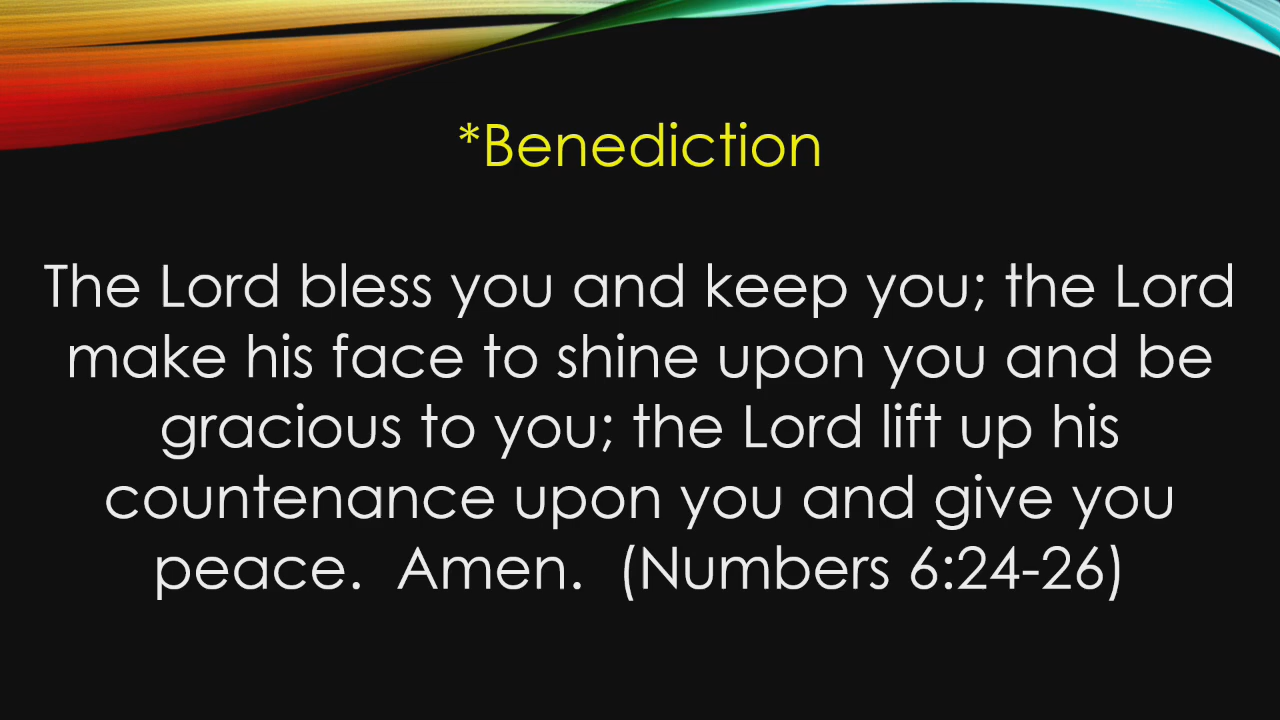 *Benediction
The Lord bless you and keep you; the Lord
make his face to shine upon you and be
gracious to you; the Lord lift up his
countenance upon you and give you
peace.  Amen.  (Numbers 6:24-26)